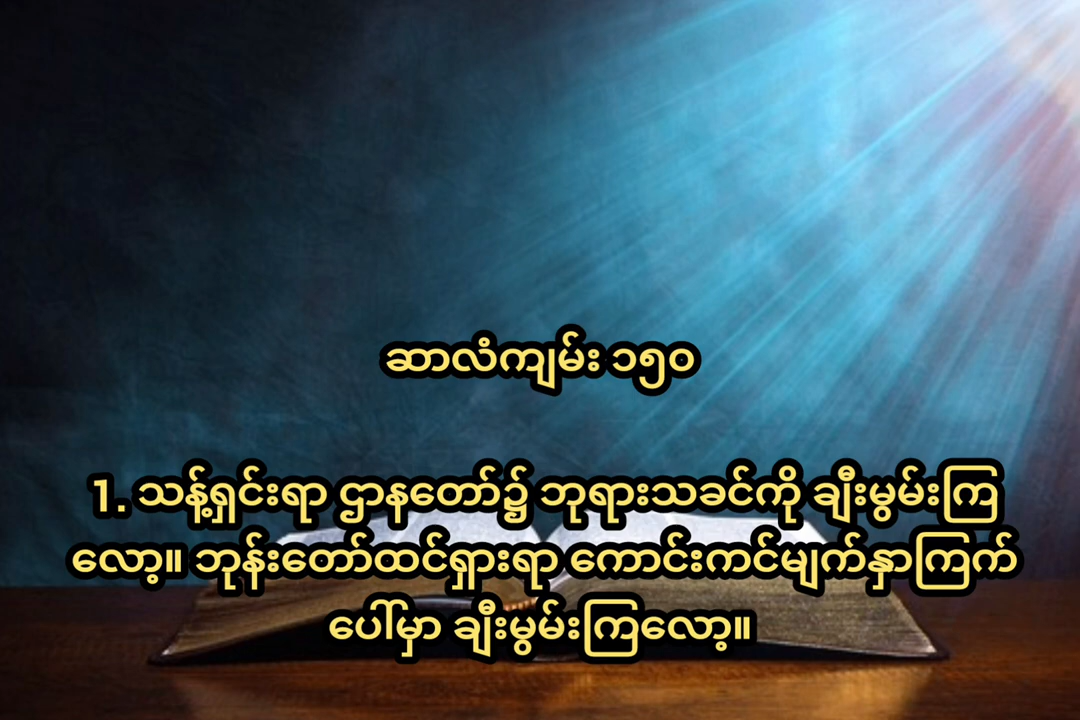 ဆာလံကျမ်း ၁၅၀
1. သန့်ရှင်းရာ ဌာနတော်၌ ဘုရားသခင်ကို ချီးမွမ်းကြ
လော့။ ဘုန်းတော်ထင်ရှားရာ ကောင်းကင်မျက်နှာကြက်
ပေါ်မှာ ချီးမွမ်းကြလော့။